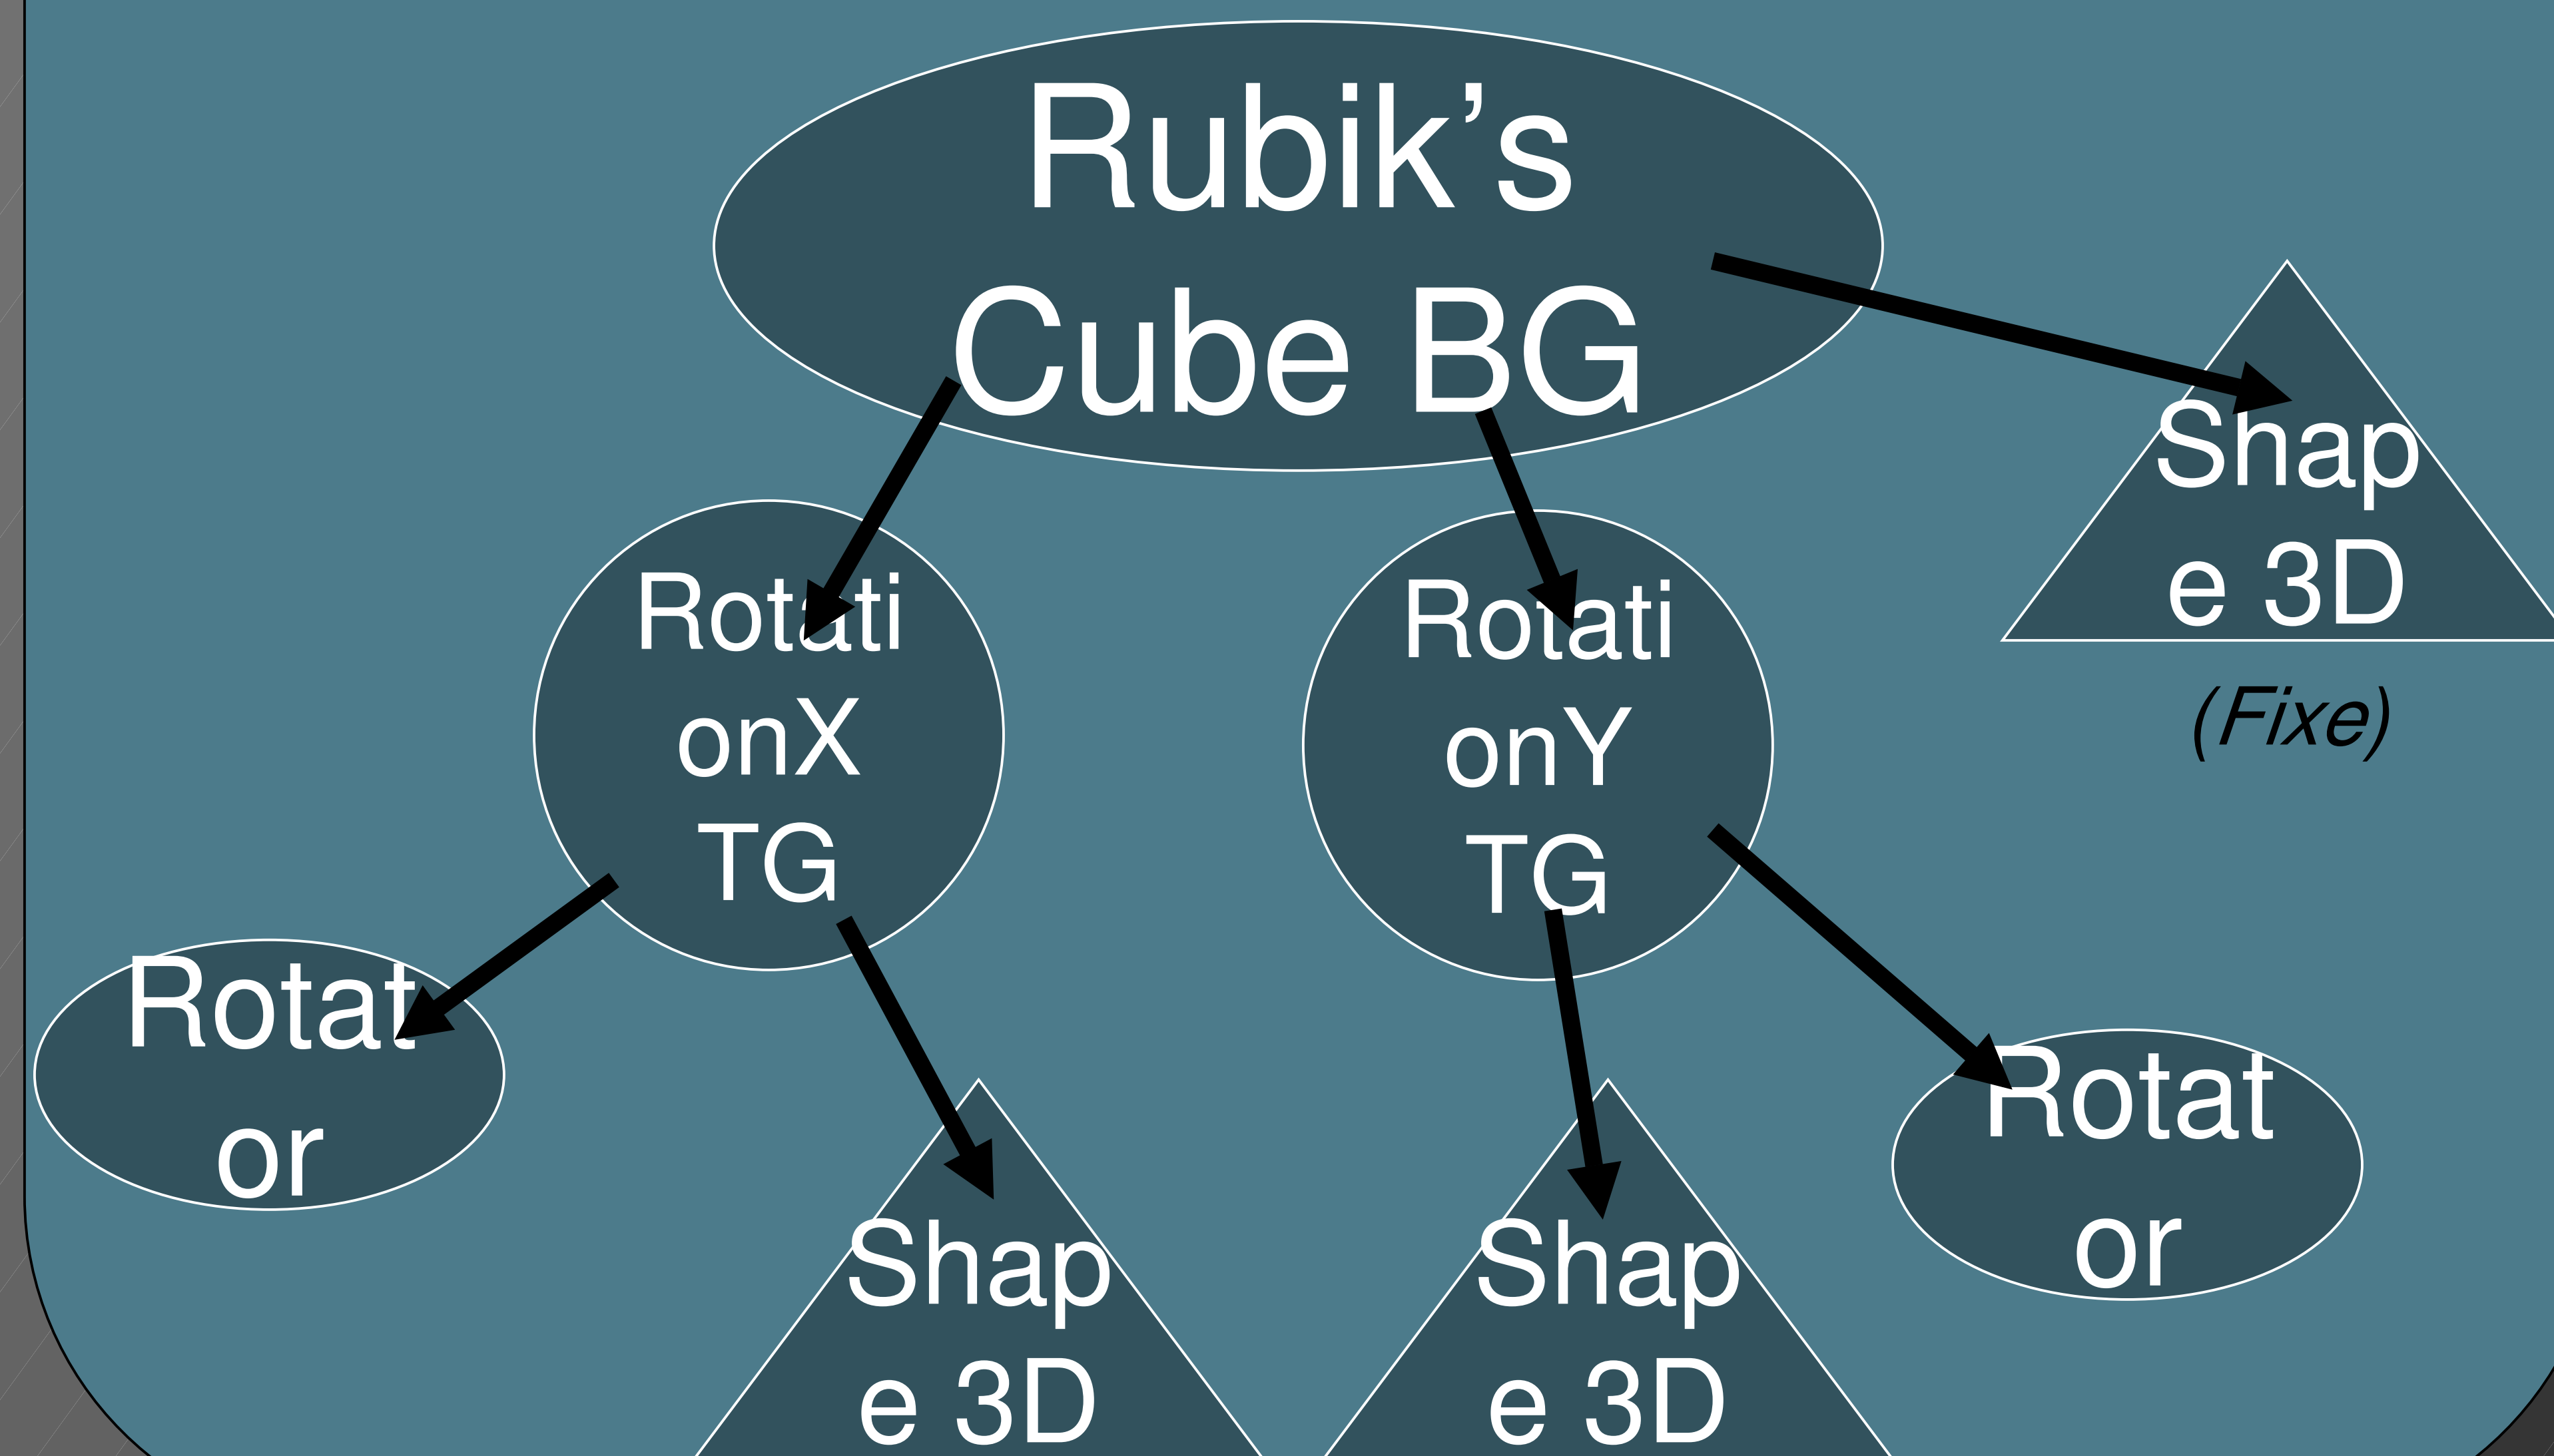 Rubik’s
Cube BG
Shap
e 3D
(Fixe)
Rotati
onX
TG
Rotati
onY
TG
Rotat
or
Shap
e 3D
Shap
e 3D
Rotat
or